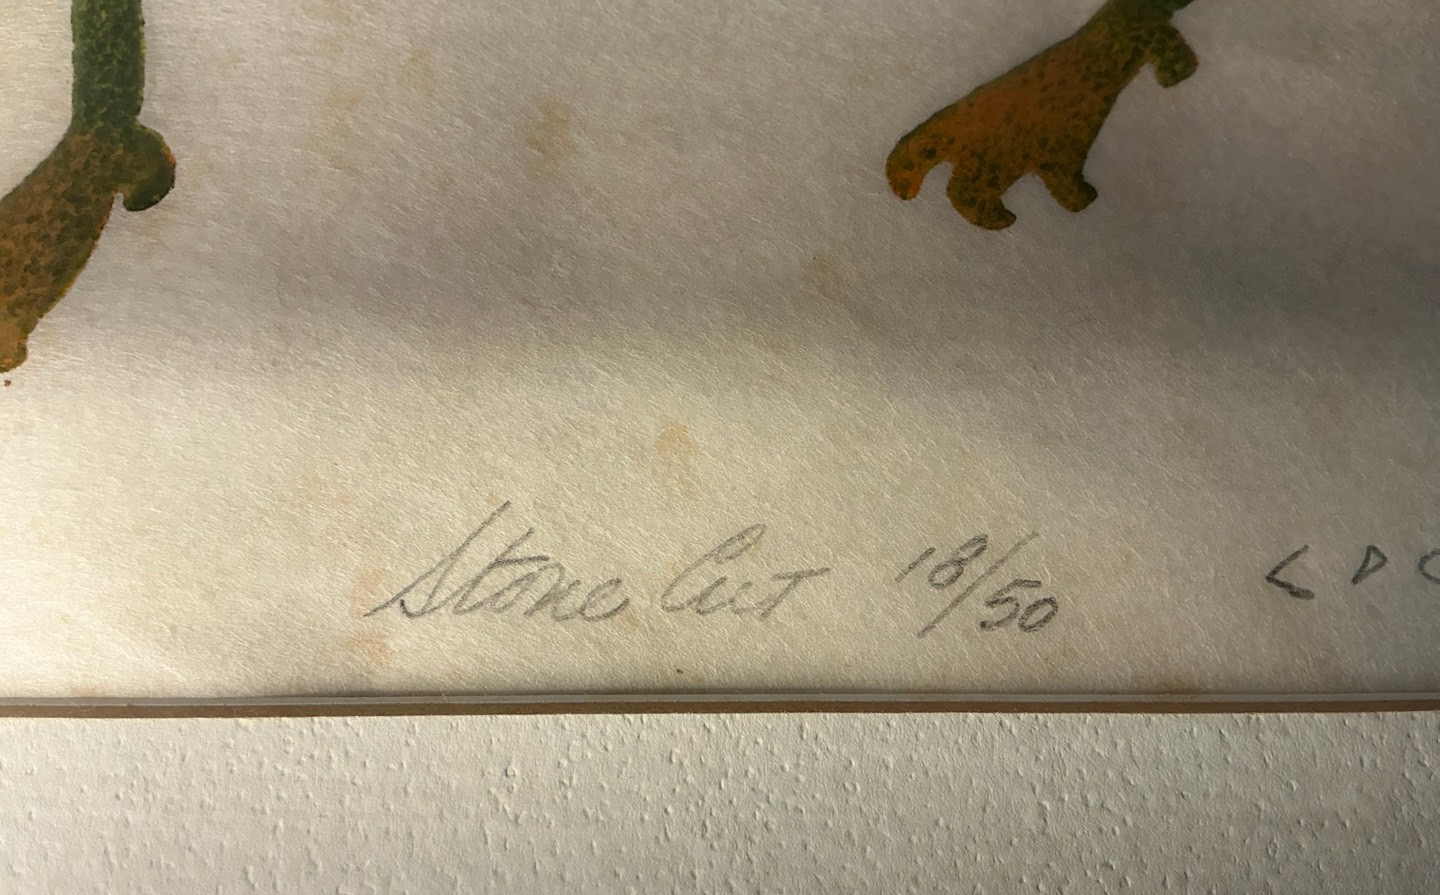 Stone Cut 18/50 ᐸ ᐅ ᑕ